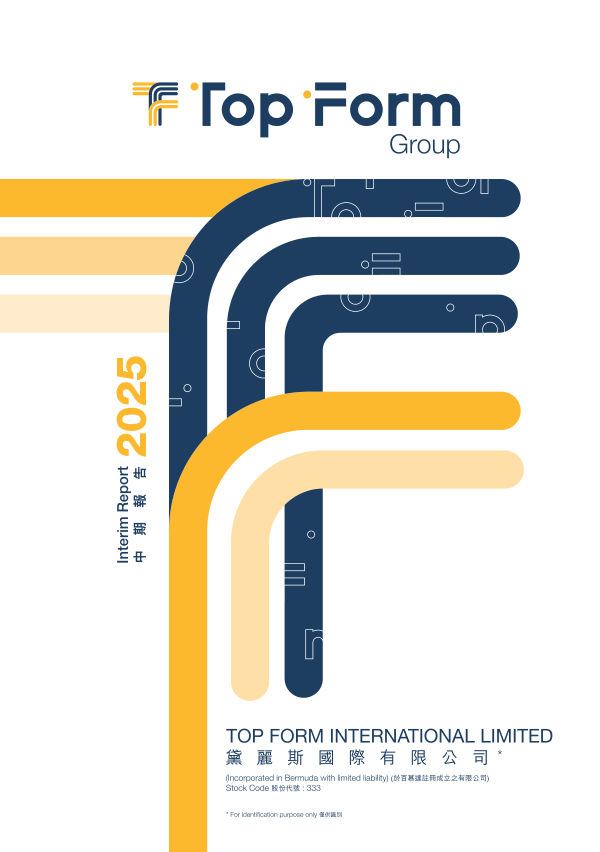 Top Form
Group
Interim Report 2025
中期報告
TOP FORM INTERNATIONAL LIMITED
黛麗斯國際有限公司*
(Incorporated in Bermuda with limited liability) (於百慕達註冊成立之有限公司)
Stock Code 股份代號 : 333
* For identification purpose only 僅供識別